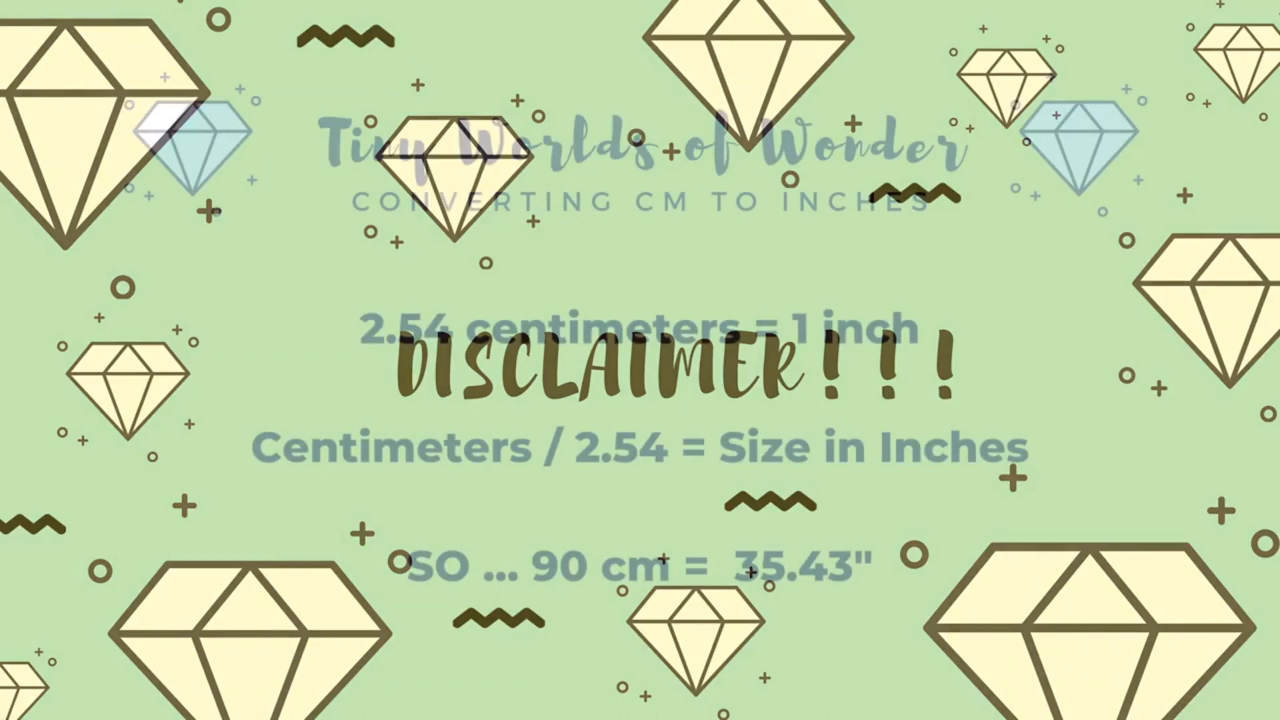 Tiny Worlds of Wonder
CONVERTING CM TO INCHES
2.54 centimeters = 1 inch
DISCLAIMER!!!
Centimeters / 2.54 = Size in Inches
SO ... 90 cm = 35.43"